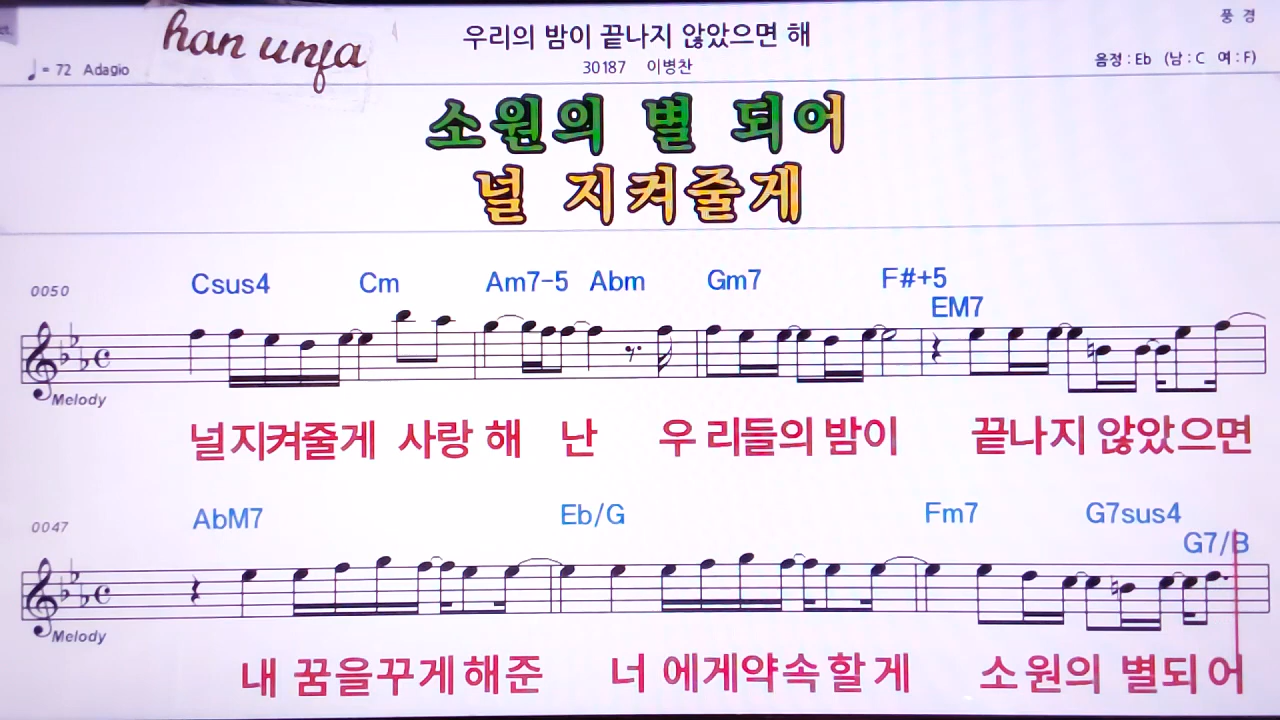 풍 경
han unfa
우리의 밤이 끝나지 않았으면 해
♩= 72 Adagio
30187 이병찬
음정 : Eb (남 : C 여 : F)
소원의 별 되어
널 지켜줄게
0050 Csus4 Cm Am7-5 Abm Gm7 F#+5 EM7
Melody
널지켜줄게 사랑 해 난 우 리들의 밤이 끝나지 않았으면
0047 AbM7 Eb/G Fm7 G7sus4 G7/B
Melody
내 꿈을꾸게해준 너 에게약속할게 소원의 별되어